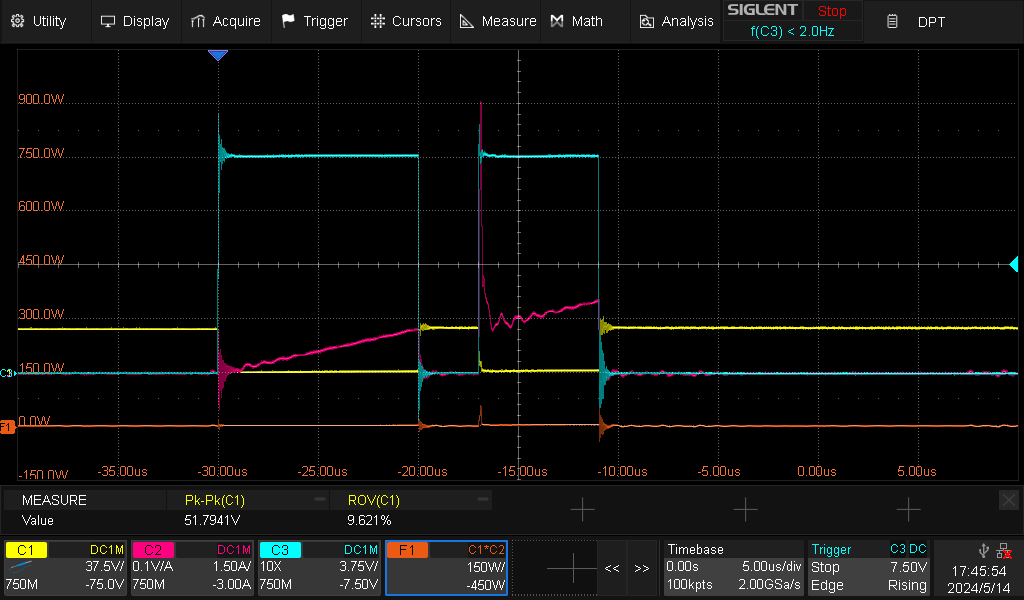 Utility Display Acquire Trigger Cursors Measure Math Analysis SIGLENT Stop DPT
f(C3) < 2.0Hz
900.0W
750.0W
600.0W
450.0W
300.0W
C3 150.0W
F1 0.0W
-150.0W -35.00us -30.00us -25.00us -20.00us -15.00us -10.00us -5.00us 0.00us 5.00us
MEASURE Pk-Pk(C1) ROV(C1)
Value 51.7941V 9.621%
C1 DC1M C2 DC1M C3 DC1M F1 C1*C2 Timebase Trigger C3 DC
37.5V/ 0.1V/A 1.50A/ 10X 3.75V/ 150W/ << >> 0.00s 5.00us/div Stop 7.50V 17:45:54
750M -75.0V 750M -3.00A 750M -7.50V -450W 100kpts 2.00GSa/s Edge Rising 2024/5/14